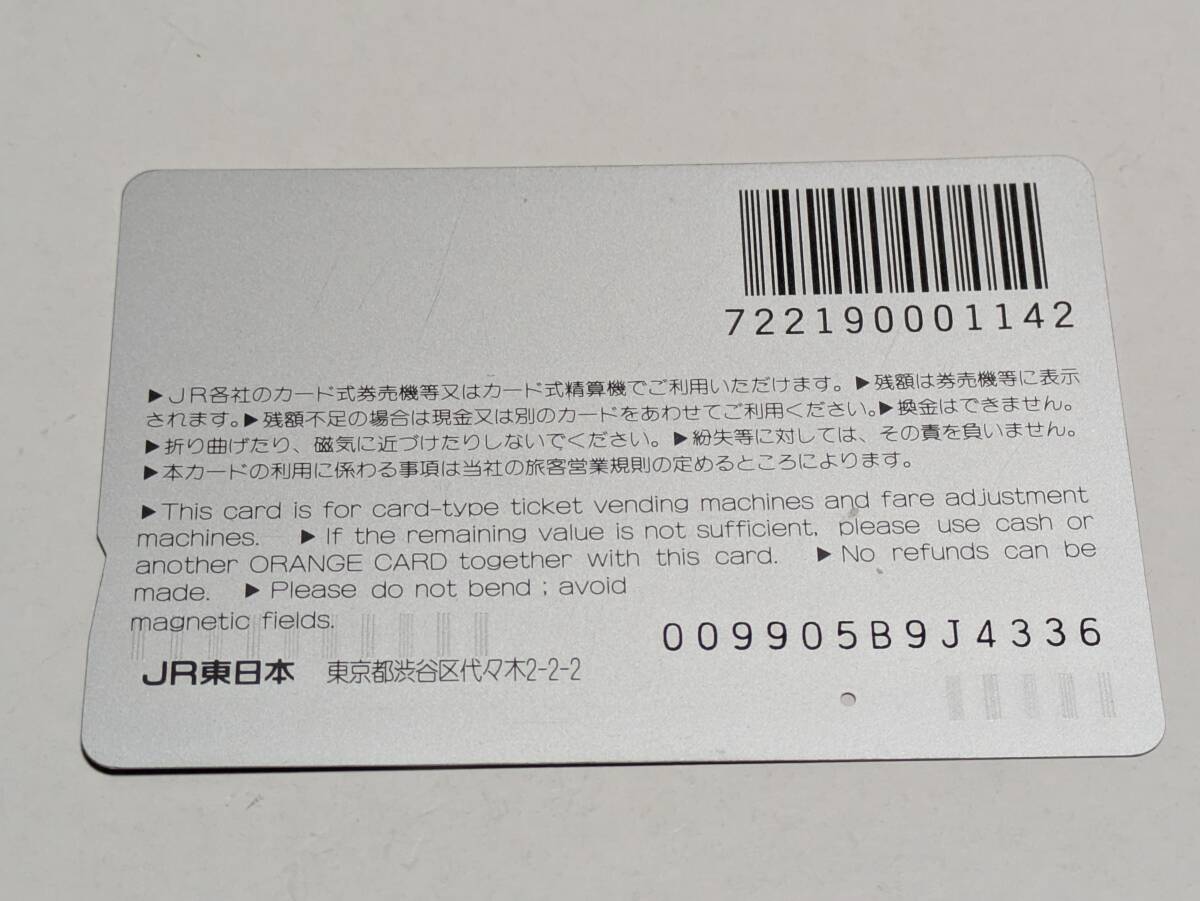 722190001142
▶JR各社のカード式券売機等又はカード式精算機でご利用いただけます。▶残額は券売機等に表示
されます。▶残額不足の場合は現金又は別のカードをあわせてご利用ください。▶換金はできません。
▶折り曲げたり、磁気に近づけたりしないでください。▶紛失等に対しては、その責を負いません。
▶本カードの利用に係わる事項は当社の旅客営業規則の定めるところによります。
▶This card is for card-type ticket vending machines and fare adjustment
machines. ▶If the remaining value is not sufficient, please use cash or
another ORANGE CARD together with this card. ▶No refunds can be
made. ▶Please do not bend ; avoid
magnetic fields.
009905B9J4336
JR東日本 東京都渋谷区代々木2-2-2